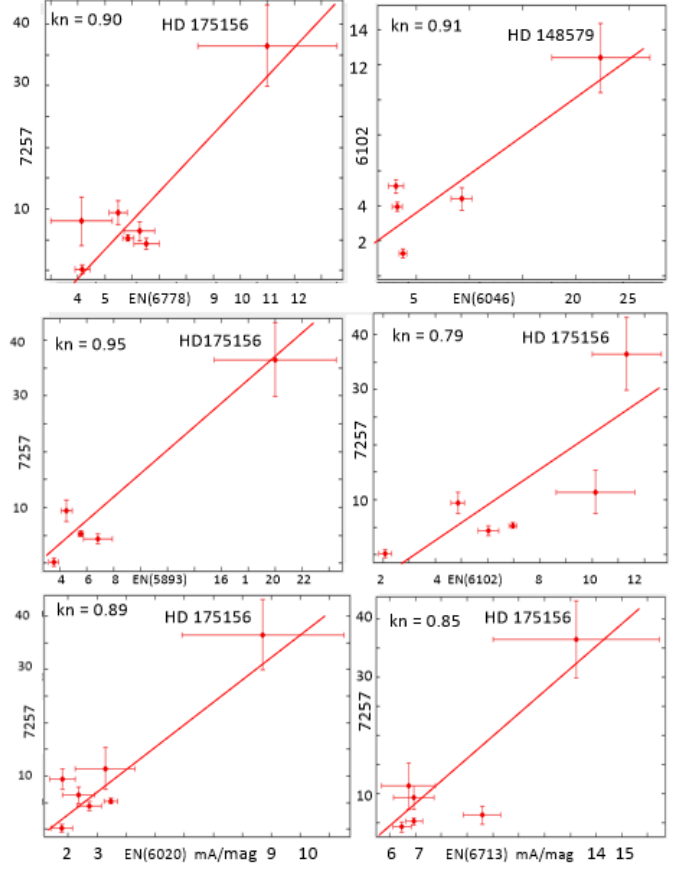 40
kn = 0.90
HD 175156
30
7257
10
4 5 EN(6778) 9 10 11 12
14
kn = 0.91
HD 148579
12
6102
4
2
5 EN(6046) 20 25
40
kn = 0.95
HD175156
30
7257
10
4 6 8 EN(5893) 16 1 20 22
40
kn = 0.79
HD 175156
30
7257
10
2 4 EN(6102) 8 10 12
40
kn = 0.89
HD 175156
30
7257
10
2 3 EN(6020) mA/mag 9 10
40
kn = 0.85
HD 175156
30
7257
10
6 7 EN(6713) mA/mag 14 15